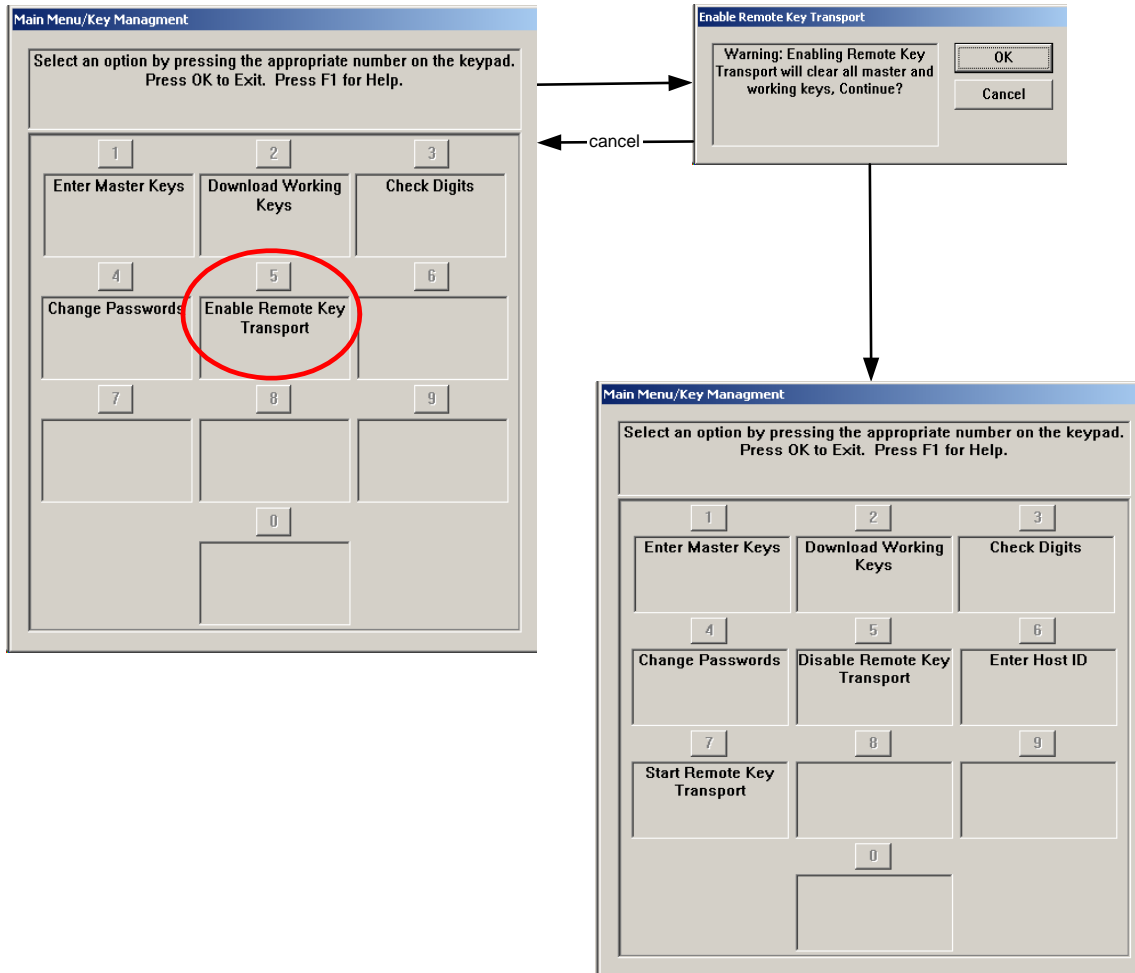 Main Menu/Key Managment
Select an option by pressing the appropriate number on the keypad.
Press OK to Exit.  Press F1 for Help.
1
2
3
Enter Master Keys
Download Working
Keys
Check Digits
4
5
6
Change Passwords
Enable Remote Key
Transport
7
8
9
0
Enable Remote Key Transport
Warning: Enabling Remote Key
Transport will clear all master and
working keys, Continue?
OK
Cancel
cancel
Main Menu/Key Managment
Select an option by pressing the appropriate number on the keypad.
Press OK to Exit.  Press F1 for Help.
1
2
3
Enter Master Keys
Download Working
Keys
Check Digits
4
5
6
Change Passwords
Disable Remote Key
Transport
Enter Host ID
7
8
9
Start Remote Key
Transport
0